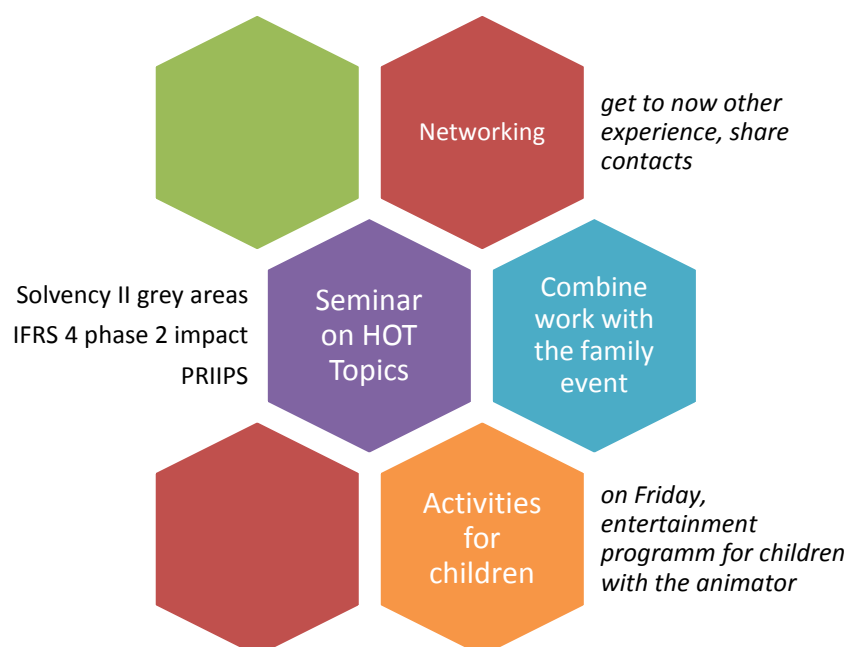 Networking
get to now other
experience, share
contacts
Solvency II grey areas
IFRS 4 phase 2 impact
PRIIPS
Seminar
on HOT
Topics
Combine
work with
the family
event
Activities
for
children
on Friday,
entertainment
programm for children
with the animator